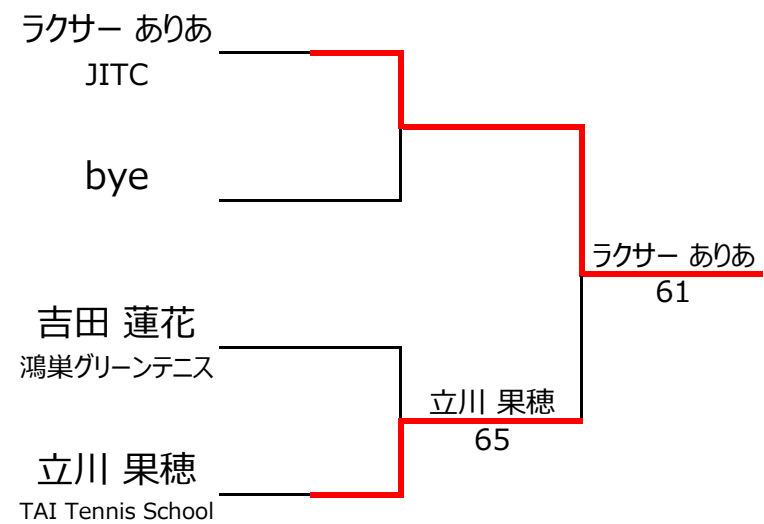 ラクサー ありあ
JITC
bye
ラクサー ありあ
61
吉田 蓮花
鴻巣グリーンテニス
立川 果穂
65
立川 果穂
TAI Tennis School